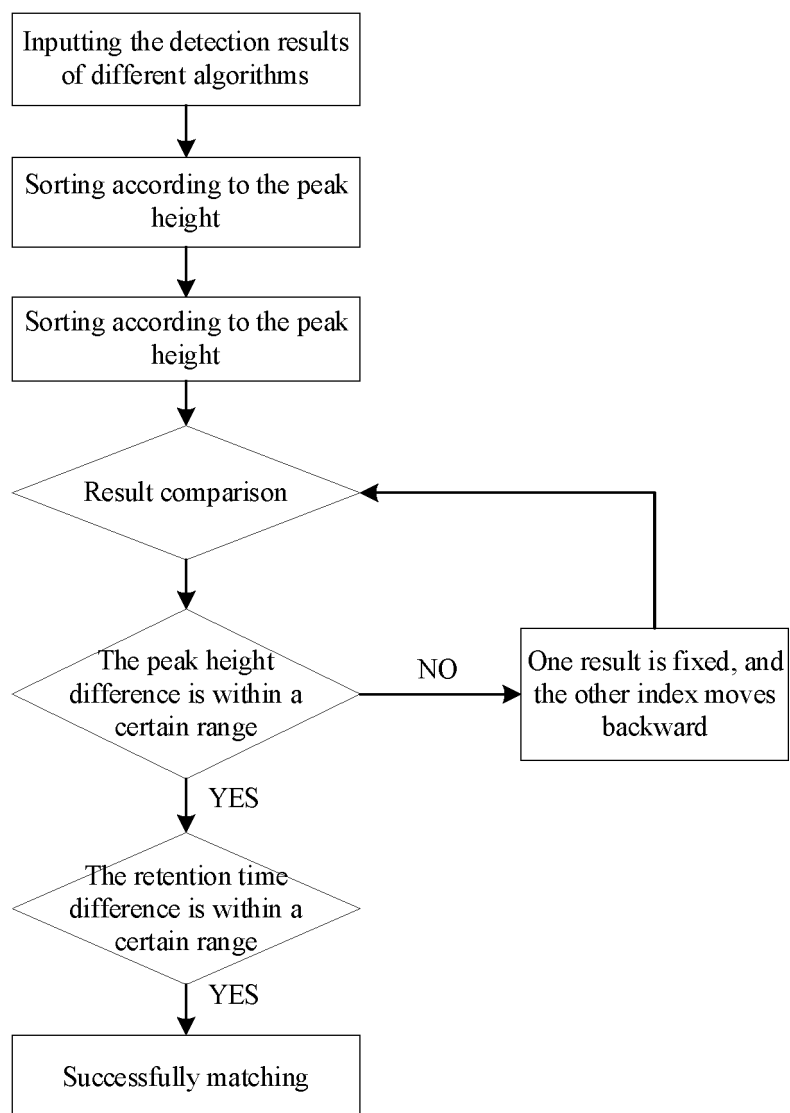 Inputting the detection results
of different algorithms
Sorting according to the peak
height
Sorting according to the peak
height
Result comparison
The peak height
difference is within a
certain range
NO
One result is fixed, and
the other index moves
backward
YES
The retention time
difference is within a
certain range
YES
Successfully matching